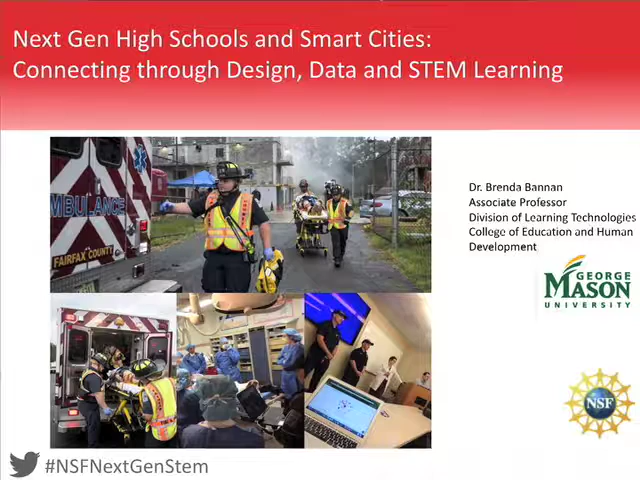 Next Gen High Schools and Smart Cities:
Connecting through Design, Data and STEM Learning
AMBULANCE
FAIRFAX COUNTY
Dr. Brenda Bannan
Associate Professor
Division of Learning Technologies
College of Education and Human
Development
GEORGE
MASON
UNIVERSITY
NSF
#NSFNextGenStem